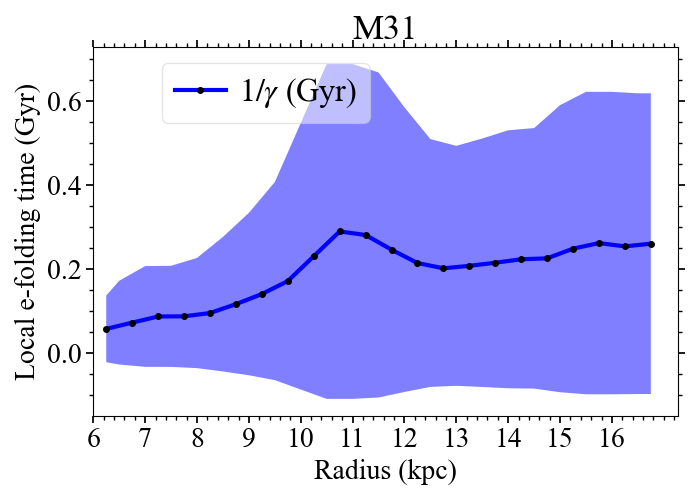 M31
1/γ (Gyr)
Local e-folding time (Gyr)
0.6
0.4
0.2
0.0
6 7 8 9 10 11 12 13 14 15 16
Radius (kpc)